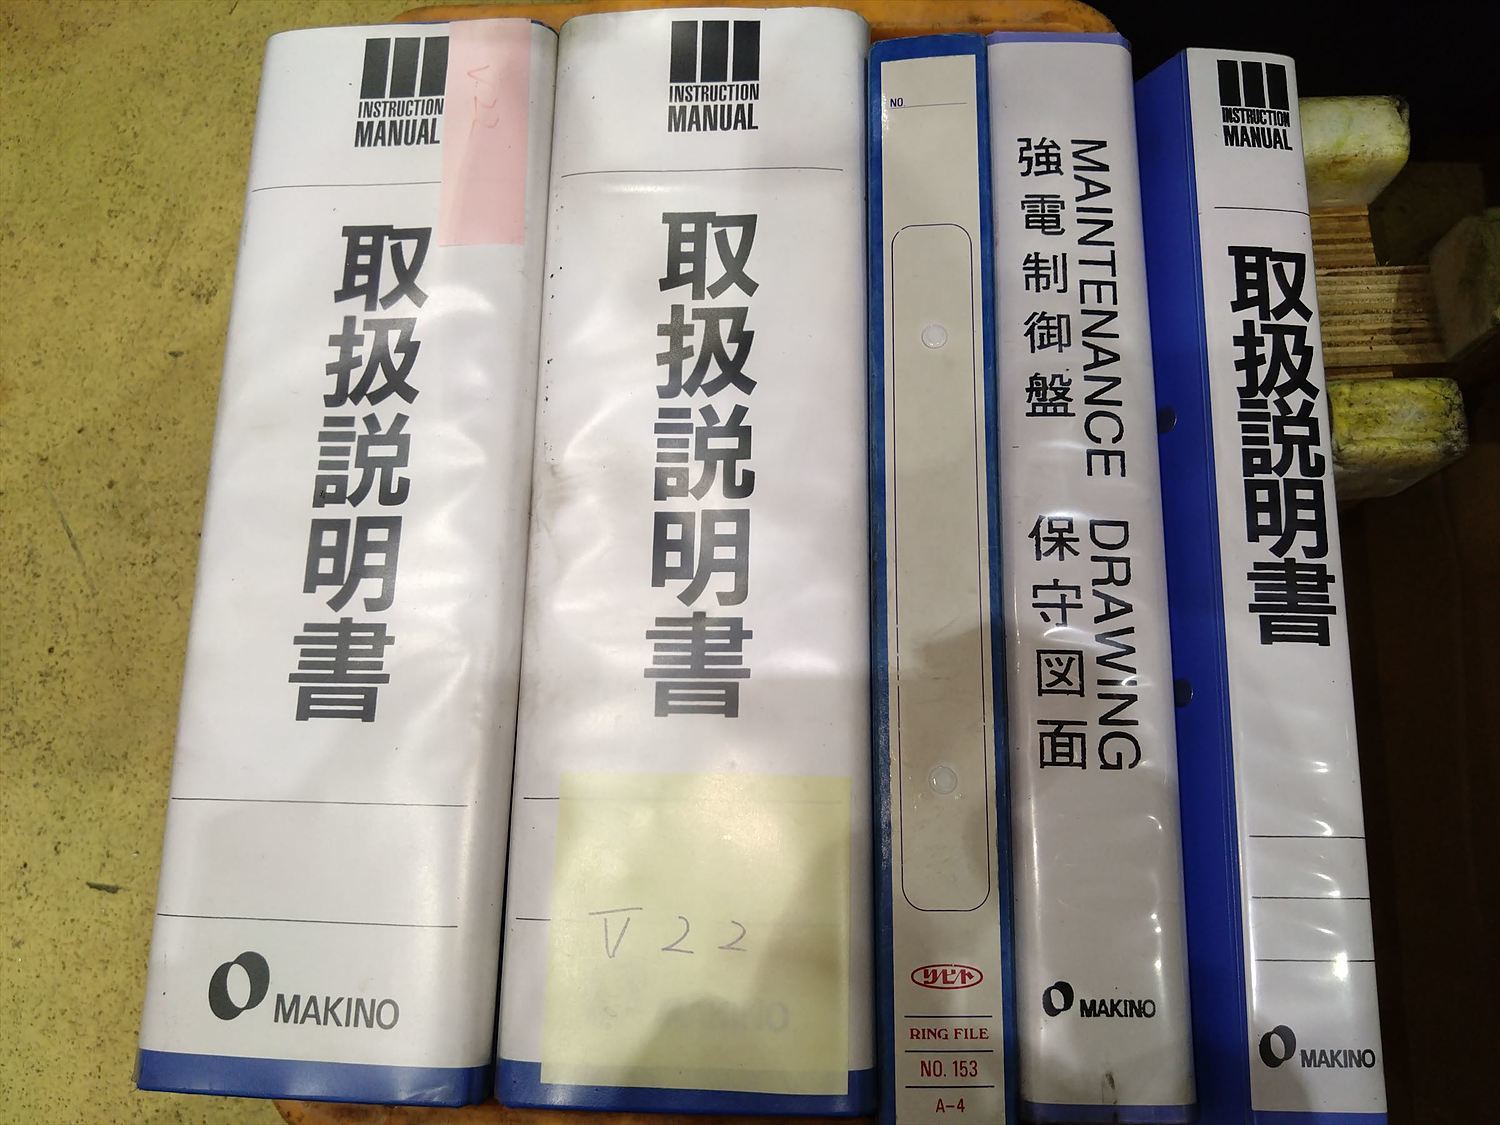 INSTRUCTION
MANUAL
V22
取扱説明書
MAKINO
INSTRUCTION
MANUAL
取扱説明書
V22
MAKINO
NO.
リヒト
RING FILE
NO. 153
A-4
MAINTENANCE DRAWING
強電制御盤 保守図面
MAKINO
INSTRUCTION
MANUAL
取扱説明書
MAKINO